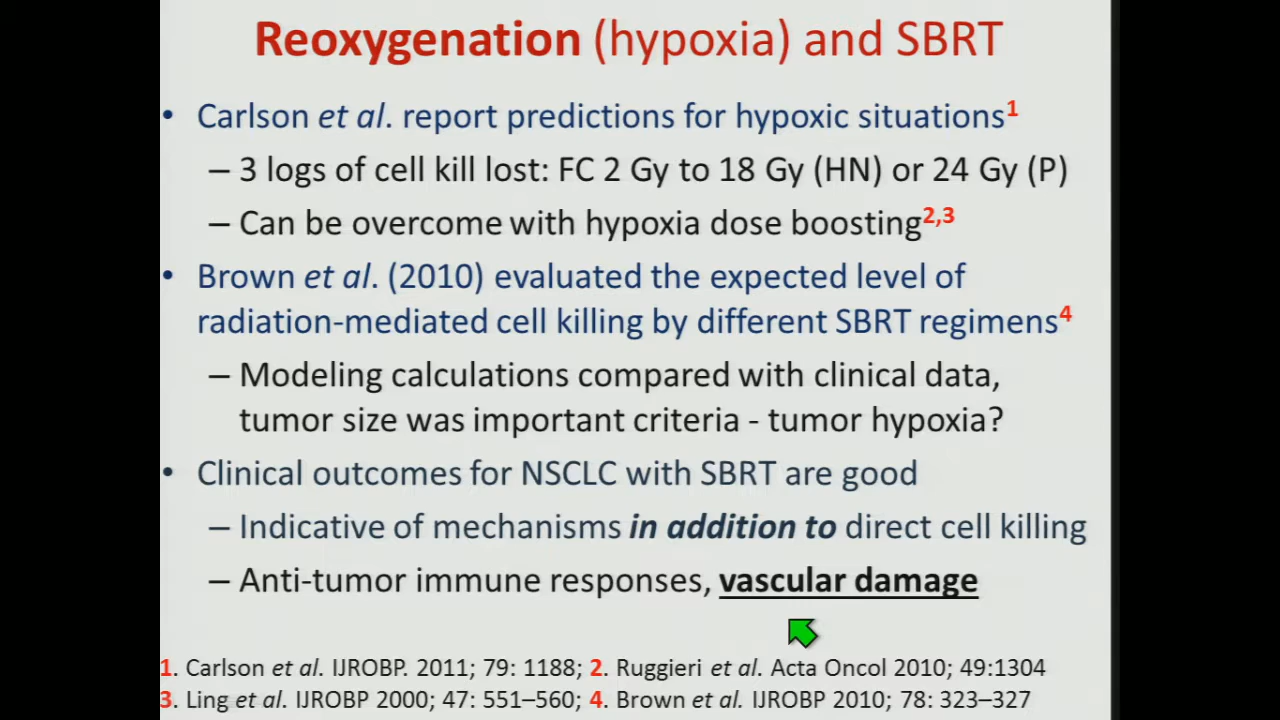 Reoxygenation (hypoxia) and SBRT
• Carlson et al. report predictions for hypoxic situations1
– 3 logs of cell kill lost: FC 2 Gy to 18 Gy (HN) or 24 Gy (P)
– Can be overcome with hypoxia dose boosting2,3
• Brown et al. (2010) evaluated the expected level of
radiation-mediated cell killing by different SBRT regimens4
– Modeling calculations compared with clinical data,
tumor size was important criteria - tumor hypoxia?
• Clinical outcomes for NSCLC with SBRT are good
– Indicative of mechanisms in addition to direct cell killing
– Anti-tumor immune responses, vascular damage
1. Carlson et al. IJROBP. 2011; 79: 1188; 2. Ruggieri et al. Acta Oncol 2010; 49:1304
3. Ling et al. IJROBP 2000; 47: 551–560; 4. Brown et al. IJROBP 2010; 78: 323–327